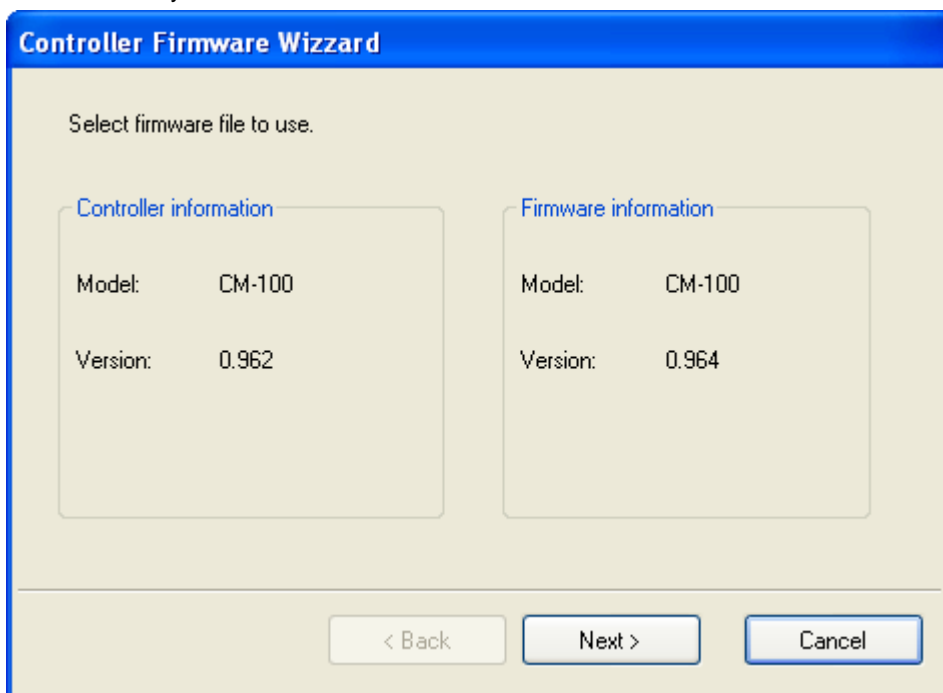 Controller Firmware Wizzard
Select firmware file to use.
Controller information
Model: CM-100
Version: 0.962
Firmware information
Model: CM-100
Version: 0.964
< Back Next > Cancel